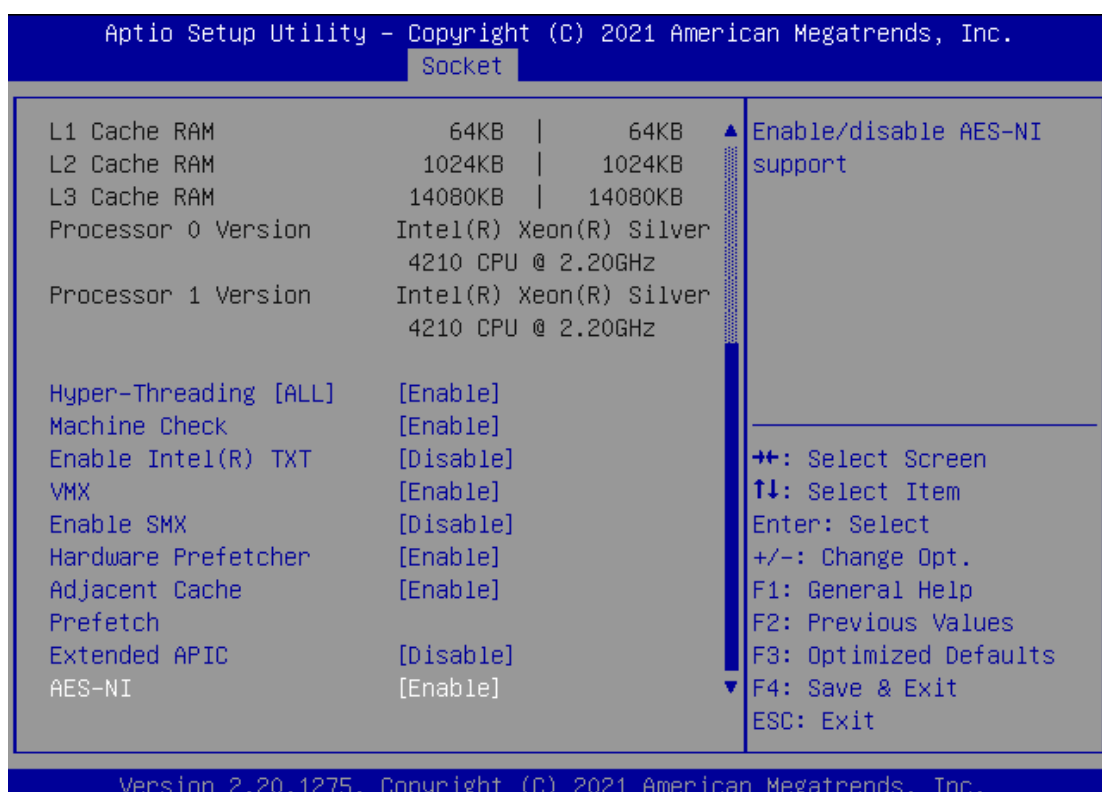 Aptio Setup Utility – Copyright (C) 2021 American Megatrends, Inc.
Socket
L1 Cache RAM 64KB | 64KB
L2 Cache RAM 1024KB | 1024KB
L3 Cache RAM 14080KB | 14080KB
Processor 0 Version Intel(R) Xeon(R) Silver
4210 CPU @ 2.20GHz
Processor 1 Version Intel(R) Xeon(R) Silver
4210 CPU @ 2.20GHz
Hyper-Threading [ALL] [Enable]
Machine Check [Enable]
Enable Intel(R) TXT [Disable]
VMX [Enable]
Enable SMX [Disable]
Hardware Prefetcher [Enable]
Adjacent Cache [Enable]
Prefetch
Extended APIC [Disable]
AES-NI [Enable]
Enable/disable AES-NI
support
→←: Select Screen
↑↓: Select Item
Enter: Select
+/-: Change Opt.
F1: General Help
F2: Previous Values
F3: Optimized Defaults
F4: Save & Exit
ESC: Exit
Version 2.20.1275. Copyright (C) 2021 American Megatrends, Inc.